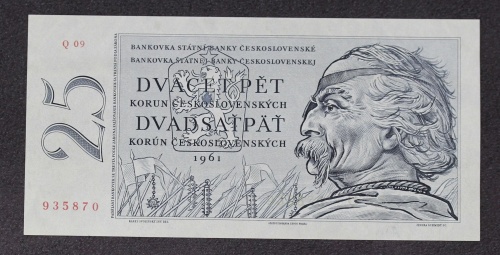 Q 09
25
BANKOVKA STÁTNÍ BANKY ČESKOSLOVENSKÉ
BANKOVKA ŠTÁTNEJ BANKY ČESKOSLOVENSKEJ
DVACET PĚT
KORUN ČESKOSLOVENSKÝCH
DVADSAŤPÄŤ
KORÚN ČESKOSLOVENSKÝCH
1961
935870